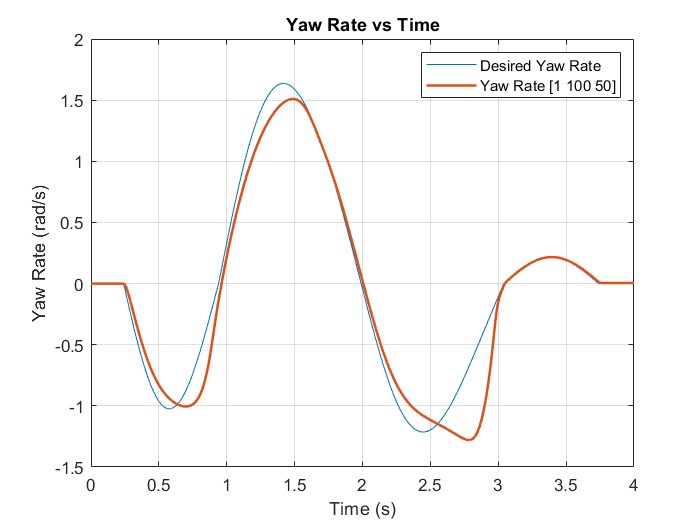 Yaw Rate vs Time
Desired Yaw Rate
Yaw Rate [1 100 50]
Yaw Rate (rad/s)
2
1.5
1
0.5
0
-0.5
-1
-1.5
0 0.5 1 1.5 2 2.5 3 3.5 4
Time (s)